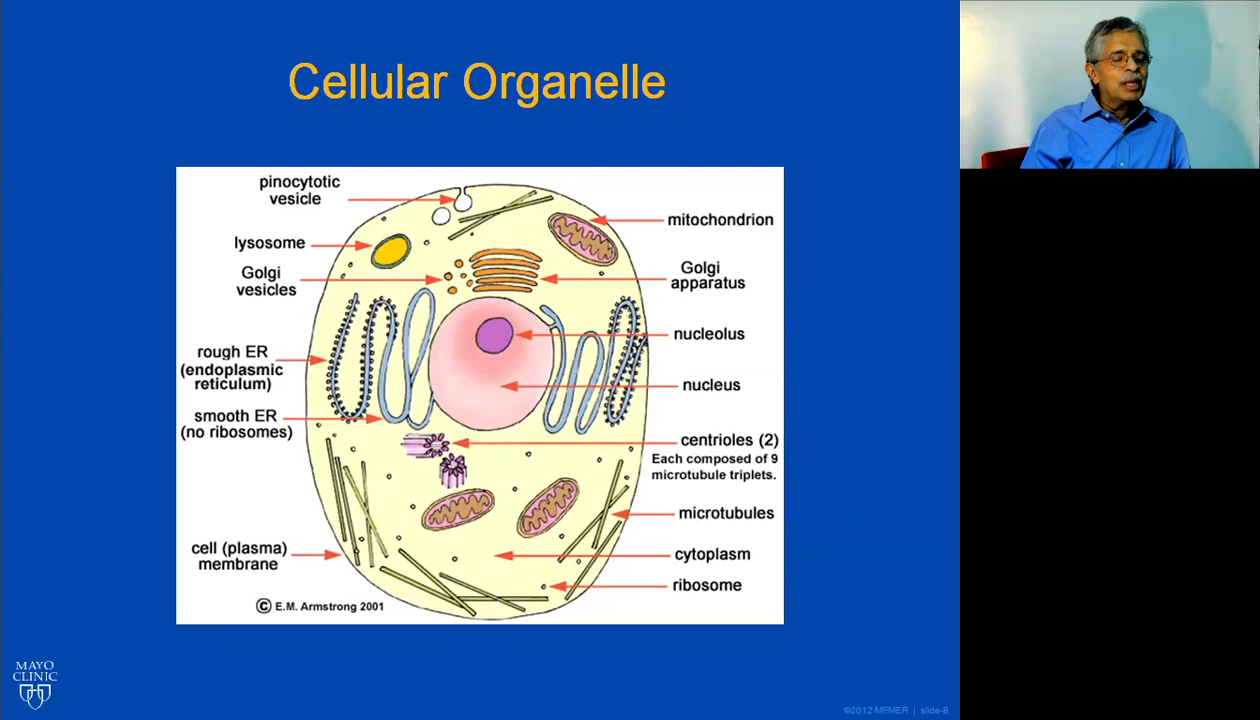 Cellular Organelle
pinocytotic
vesicle
lysosome
Golgi
vesicles
rough ER
(endoplasmic
reticulum)
smooth ER
(no ribosomes)
cell (plasma)
membrane
© E.M. Armstrong 2001
mitochondrion
Golgi
apparatus
nucleolus
nucleus
centrioles (2)
Each composed of 9
microtubule triplets.
microtubules
cytoplasm
ribosome
MAYO
CLINIC
©2012 MFMER | slide-8